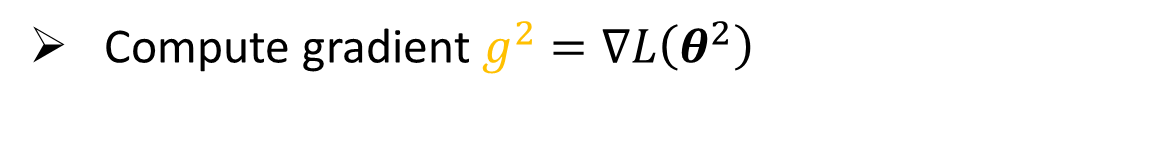 ➢ Compute gradient g² = ∇L(θ²)